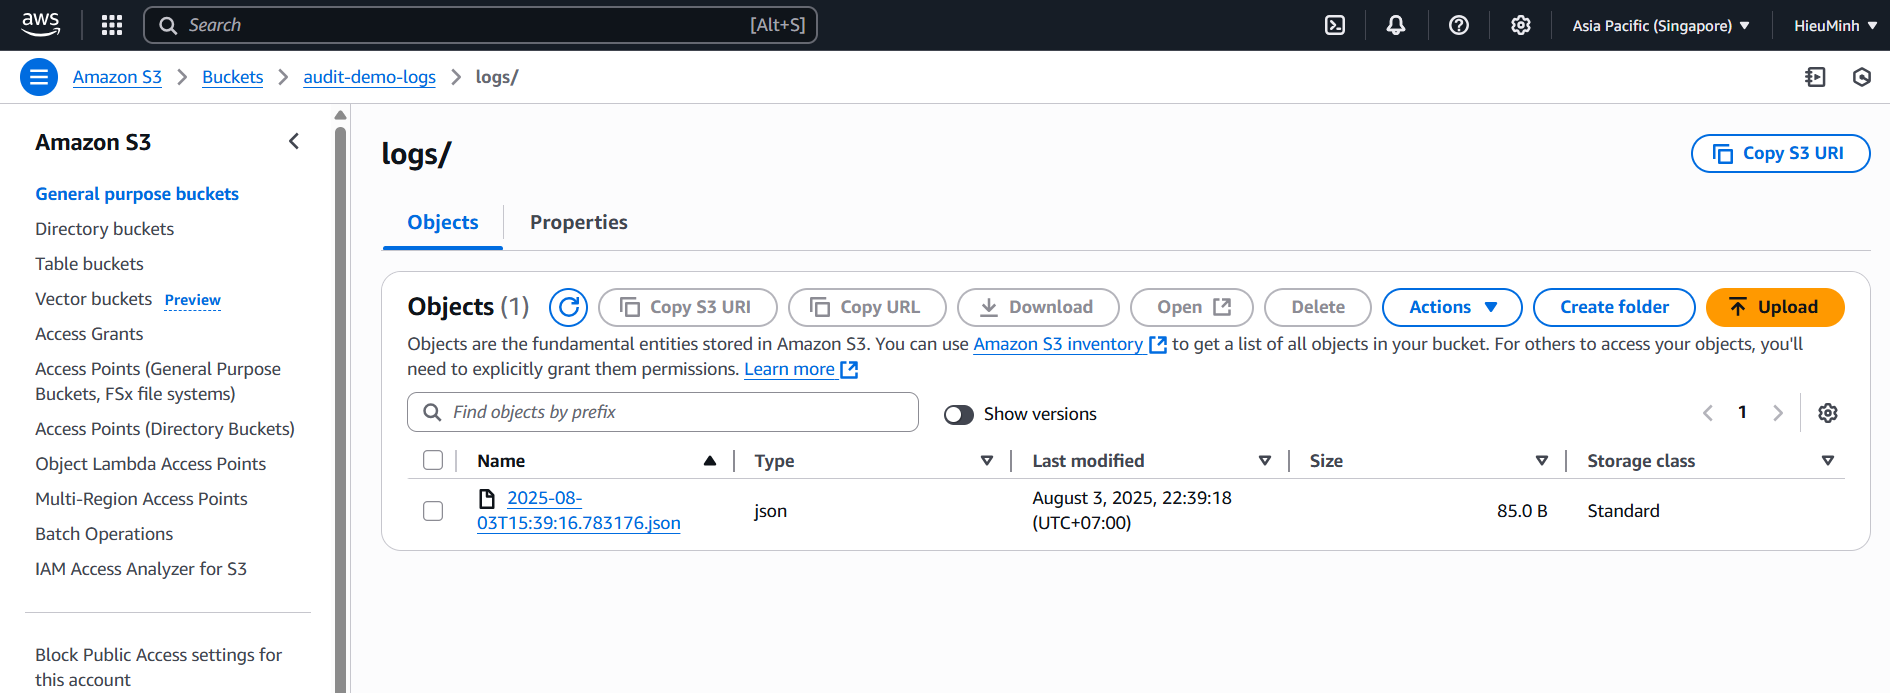 aws
Search [Alt+S]
Asia Pacific (Singapore)
HieuMinh
Amazon S3
Buckets
audit-demo-logs
logs/
Amazon S3
General purpose buckets
Directory buckets
Table buckets
Vector buckets Preview
Access Grants
Access Points (General Purpose
Buckets, FSx file systems)
Access Points (Directory Buckets)
Object Lambda Access Points
Multi-Region Access Points
Batch Operations
IAM Access Analyzer for S3
Block Public Access settings for
this account
logs/
Copy S3 URI
Objects
Properties
Objects (1)
Copy S3 URI
Copy URL
Download
Open
Delete
Actions
Create folder
Upload
Objects are the fundamental entities stored in Amazon S3. You can use Amazon S3 inventory to get a list of all objects in your bucket. For others to access your objects, you'll
need to explicitly grant them permissions. Learn more
Find objects by prefix
Show versions
1
Name
Type
Last modified
Size
Storage class
2025-08-
03T15:39:16.783176.json
json
August 3, 2025, 22:39:18
(UTC+07:00)
85.0 B
Standard